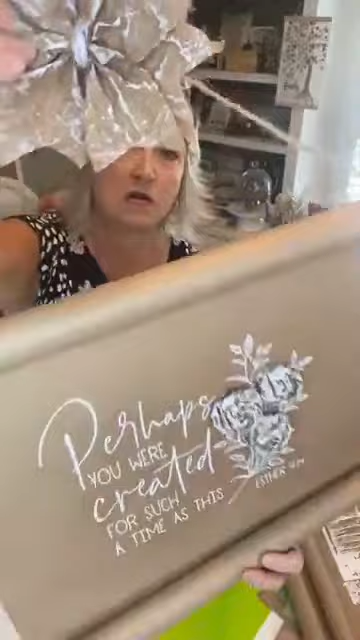 Perhaps
YOU WERE
created
FOR SUCH
A TIME AS THIS
ESTHER 4:14